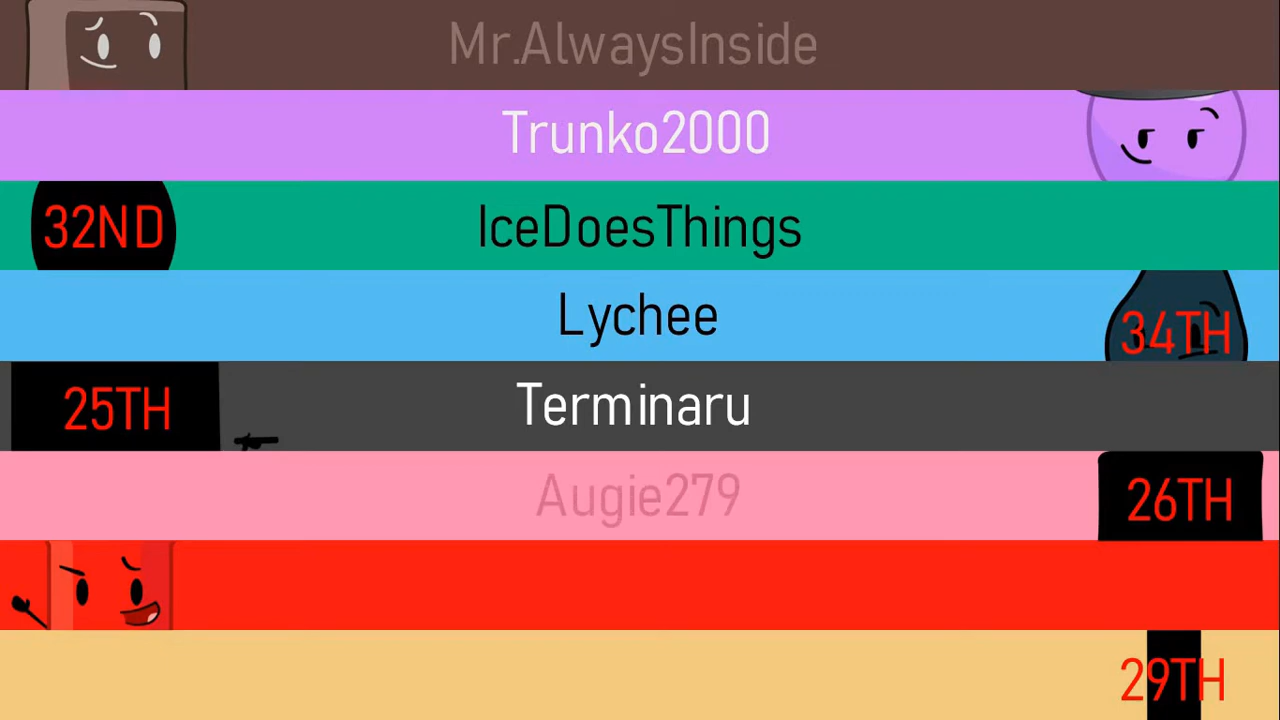 Mr.AlwaysInside
Trunko2000
32ND IceDoesThings
Lychee 34TH
25TH Terminaru
Augie279 26TH
29TH